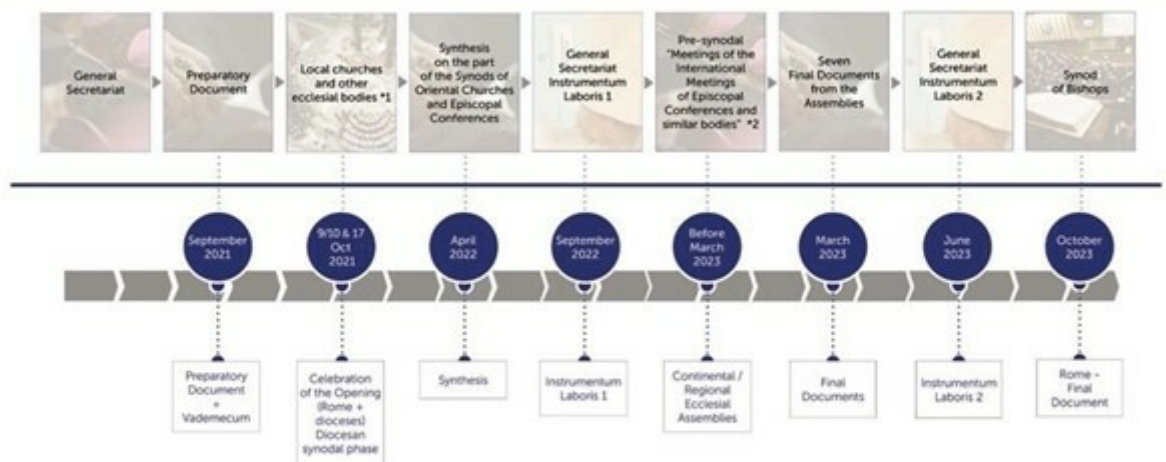 General
Secretariat
Preparatory
Document
Local churches
and other
ecclesial bodies *1
Synthesis
on the part
of the Synods of
Oriental Churches
and Episcopal
Conferences
General
Secretariat
Instrumentum
Laboris 1
Pre-synodal
"Meetings of the
International
Meetings
of Episcopal
Conferences and
similar bodies" *2
Seven
Final Documents
from the
Assemblies
General
Secretariat
Instrumentum
Laboris 2
Synod
of Bishops
September
2021
9/10 & 17
Oct
2021
April
2022
September
2022
Before
March
2023
March
2023
June
2023
October
2023
Preparatory
Document
+
Vademecum
Celebration
of the Opening
(Rome +
dioceses)
Diocesan
synodal phase
Synthesis
Instrumentum
Laboris 1
Continental /
Regional
Ecclesial
Assemblies
Final
Documents
Instrumentum
Laboris 2
Rome -
Final
Document